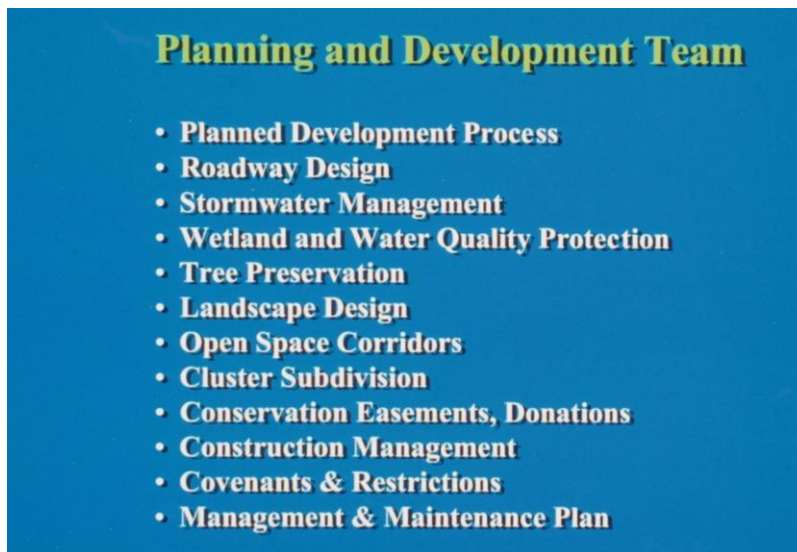 Planning and Development Team
• Planned Development Process
• Roadway Design
• Stormwater Management
• Wetland and Water Quality Protection
• Tree Preservation
• Landscape Design
• Open Space Corridors
• Cluster Subdivision
• Conservation Easements, Donations
• Construction Management
• Covenants & Restrictions
• Management & Maintenance Plan